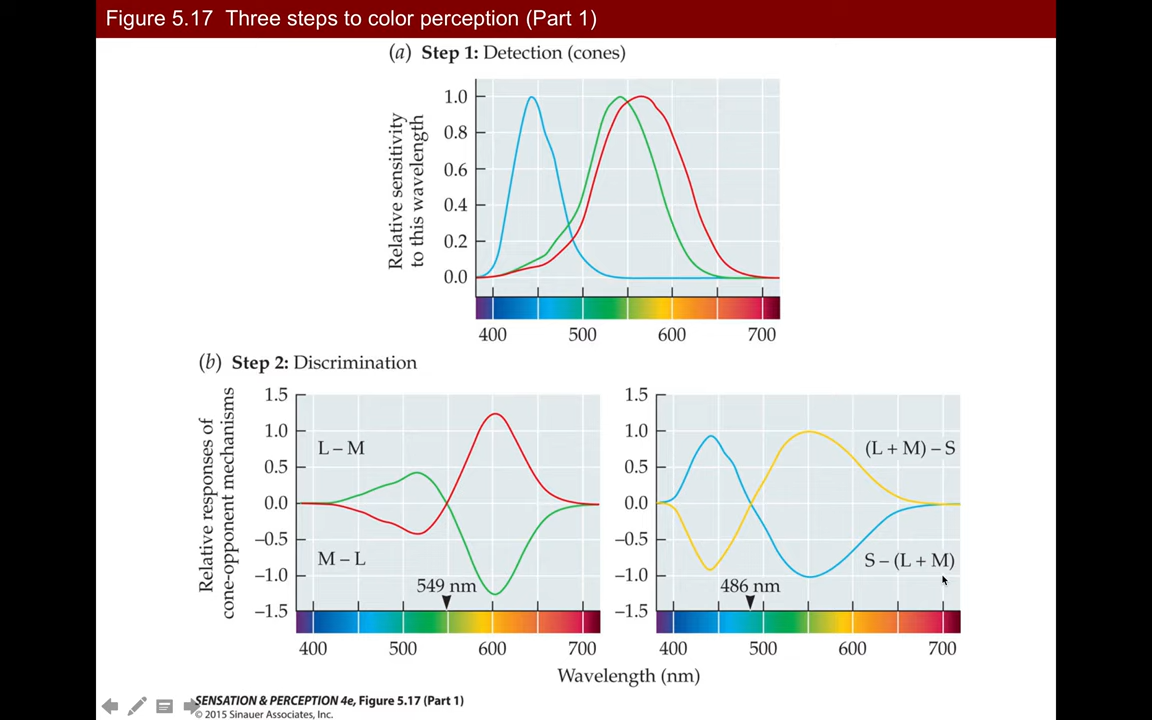 Figure 5.17 Three steps to color perception (Part 1)
(a) Step 1: Detection (cones)
Relative sensitivity
to this wavelength
1.0
0.8
0.6
0.4
0.2
0.0
400 500 600 700
(b) Step 2: Discrimination
Relative responses of
cone-opponent mechanisms
1.5
1.0
0.5
0.0
–0.5
–1.0
–1.5
L – M
M – L
549 nm
400 500 600 700
1.5
1.0
0.5
0.0
–0.5
–1.0
–1.5
(L + M) – S
S – (L + M)
486 nm
400 500 600 700
Wavelength (nm)
SENSATION & PERCEPTION 4e, Figure 5.17 (Part 1)
© 2015 Sinauer Associates, Inc.